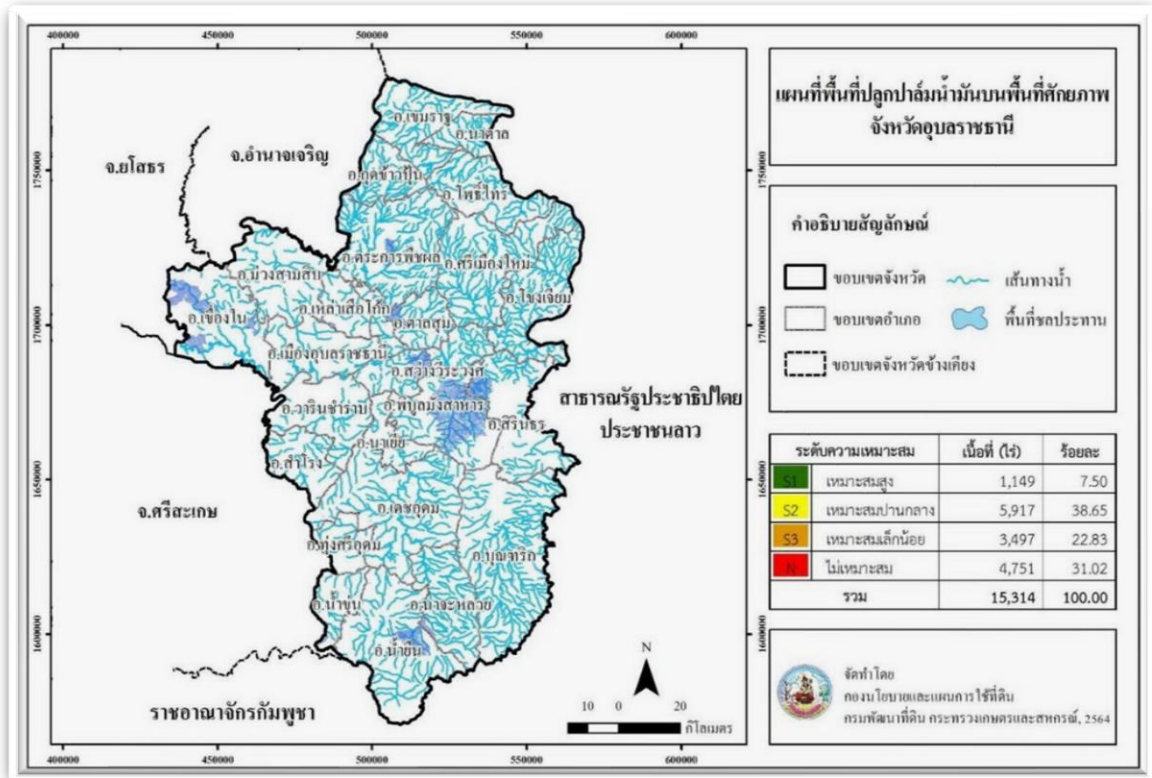 400000 450000 500000 550000 600000
แผนที่พื้นที่ปลูกปาล์มน้ำมันบนพื้นที่ศักยภาพ
จังหวัดอุบลราชธานี
จ.ยโสธร
จ.อำนาจเจริญ
อ.เขมราฐ
อ.นาตาล
อ.กุดข้าวปุ้น
อ.โพธิ์ไทร
อ.ตระการพืชผล
อ.ศรีเมืองใหม่
อ.ม่วงสามสิบ
อ.โขงเจียม
อ.เขื่องใน
อ.เหล่าเสือโก้ก
อ.ตาลสุม
อ.เมืองอุบลราชธานี
อ.สว่างวีระวงศ์
อ.วารินชำราบ
อ.พิบูลมังสาหาร
อ.สิรินธร
อ.นาเยีย
อ.สำโรง
อ.เดชอุดม
อ.ทุ่งศรีอุดม
อ.บุณฑริก
อ.น้ำขุ่น
อ.นาจะหลวย
อ.น้ำยืน
จ.ศรีสะเกษ
สาธารณรัฐประชาธิปไตย
ประชาชนลาว
ราชอาณาจักรกัมพูชา
1750000
1700000
1650000
1600000
1750000
1700000
1650000
1600000
N
10 0 20
กิโลเมตร
400000 450000 500000 550000 600000
คำอธิบายสัญลักษณ์
ขอบเขตจังหวัด เส้นทางน้ำ
ขอบเขตอำเภอ พื้นที่ชลประทาน
ขอบเขตจังหวัดข้างเคียง
ระดับความเหมาะสม เนื้อที่ (ไร่) ร้อยละ
S1 เหมาะสมสูง 1,149 7.50
S2 เหมาะสมปานกลาง 5,917 38.65
S3 เหมาะสมเล็กน้อย 3,497 22.83
N ไม่เหมาะสม 4,751 31.02
รวม 15,314 100.00
จัดทำโดย
กองนโยบายและแผนการใช้ที่ดิน
กรมพัฒนาที่ดิน กระทรวงเกษตรและสหกรณ์, 2564